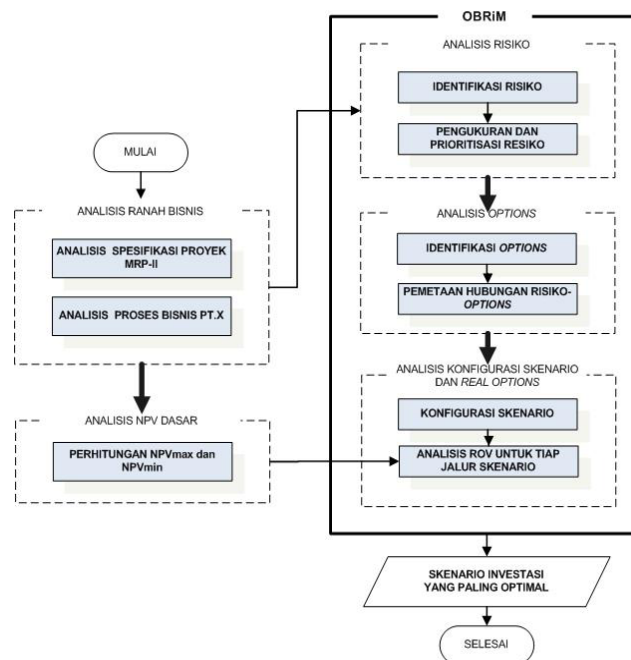 MULAI
ANALISIS RANAH BISNIS
ANALISIS SPESIFIKASI PROYEK
MRP-II
ANALISIS PROSES BISNIS PT.X
ANALISIS NPV DASAR
PERHITUNGAN NPVmax dan
NPVmin
OBRiM
ANALISIS RISIKO
IDENTIFIKASI RISIKO
PENGUKURAN DAN
PRIORITISASI RESIKO
ANALISIS OPTIONS
IDENTIFIKASI OPTIONS
PEMETAAN HUBUNGAN RISIKO-
OPTIONS
ANALISIS KONFIGURASI SKENARIO
DAN REAL OPTIONS
KONFIGURASI SKENARIO
ANALISIS ROV UNTUK TIAP
JALUR SKENARIO
SKENARIO INVESTASI
YANG PALING OPTIMAL
SELESAI